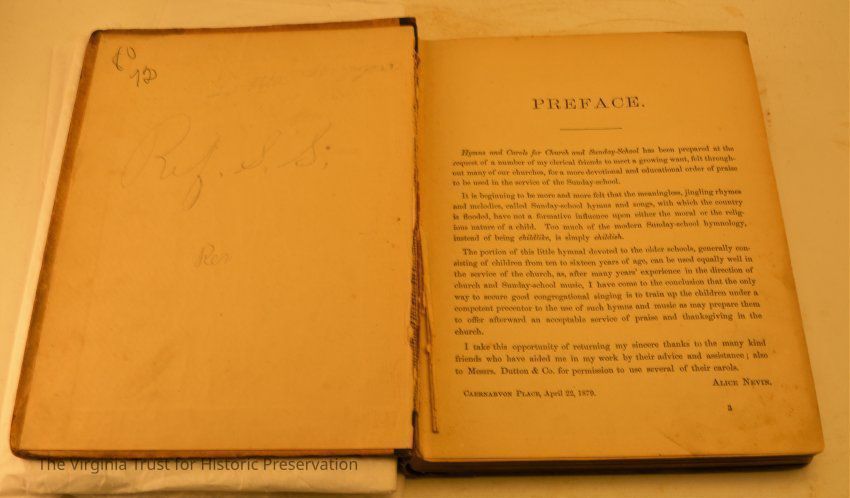 60
Ref. S S.
PREFACE.
Hymns and Carols for Church and Sunday-School has been prepared at the
request of a number of my clerical friends to meet a growing want, felt through-
out many of our churches, for a more devotional and educational order of praise
to be used in the service of the Sunday-school.
It is beginning to be more and more felt that the meaningless, jingling rhymes
and melodies, called Sunday-school hymns and songs, with which the country
is flooded, have not a formative influence upon either the moral or the relig-
ious nature of a child. Too much of the modern Sunday-school hymnology,
instead of being childlike, is simply childish.
The portion of this little hymnal devoted to the older schools, generally con-
sisting of children from ten to sixteen years of age, can be used equally well in
the service of the church, as, after many years' experience in the direction of
church and Sunday-school music, I have come to the conclusion that the only
way to secure good congregational singing is to train up the children under a
competent precentor to the use of such hymns and music as may prepare them
to offer afterward an acceptable service of praise and thanksgiving in the
church.
I take this opportunity of returning my sincere thanks to the many kind
friends who have aided me in my work by their advice and assistance; also
to Messrs. Dutton & Co. for permission to use several of their carols.
ALICE NEVIN.
CAERNARVON PLACE, April 22, 1879.
3
The Virginia Trust for Historic Preservation